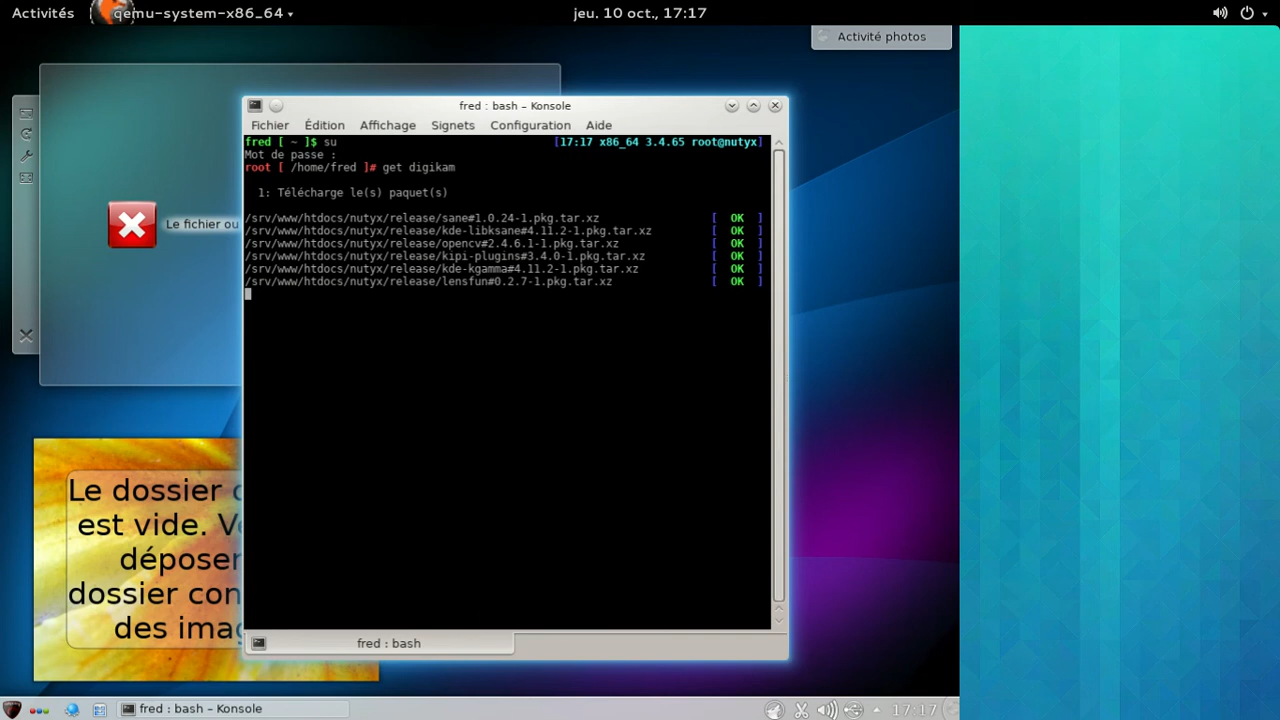 Activités
qemu-system-x86_64
jeu. 10 oct., 17:17
Activité photos
fred : bash – Konsole
Fichier Édition Affichage Signets Configuration Aide
fred [ ~ ]$ su [17:17 x86_64 3.4.65 root@nutyx]
Mot de passe :
root [ /home/fred ]# get digikam
1: Télécharge le(s) paquet(s)
/srv/www/htdocs/nutyx/release/sane#1.0.24-1.pkg.tar.xz [ OK ]
/srv/www/htdocs/nutyx/release/kde-libksane#4.11.2-1.pkg.tar.xz [ OK ]
/srv/www/htdocs/nutyx/release/opencv#2.4.6.1-1.pkg.tar.xz [ OK ]
/srv/www/htdocs/nutyx/release/kipi-plugins#3.4.0-1.pkg.tar.xz [ OK ]
/srv/www/htdocs/nutyx/release/kde-kgamma#4.11.2-1.pkg.tar.xz [ OK ]
/srv/www/htdocs/nutyx/release/lensfun#0.2.7-1.pkg.tar.xz [ OK ]
Le fichier ou
Le dossier
est vide.
déposer
dossier
des
fred : bash
fred : bash – Konsole
17:17